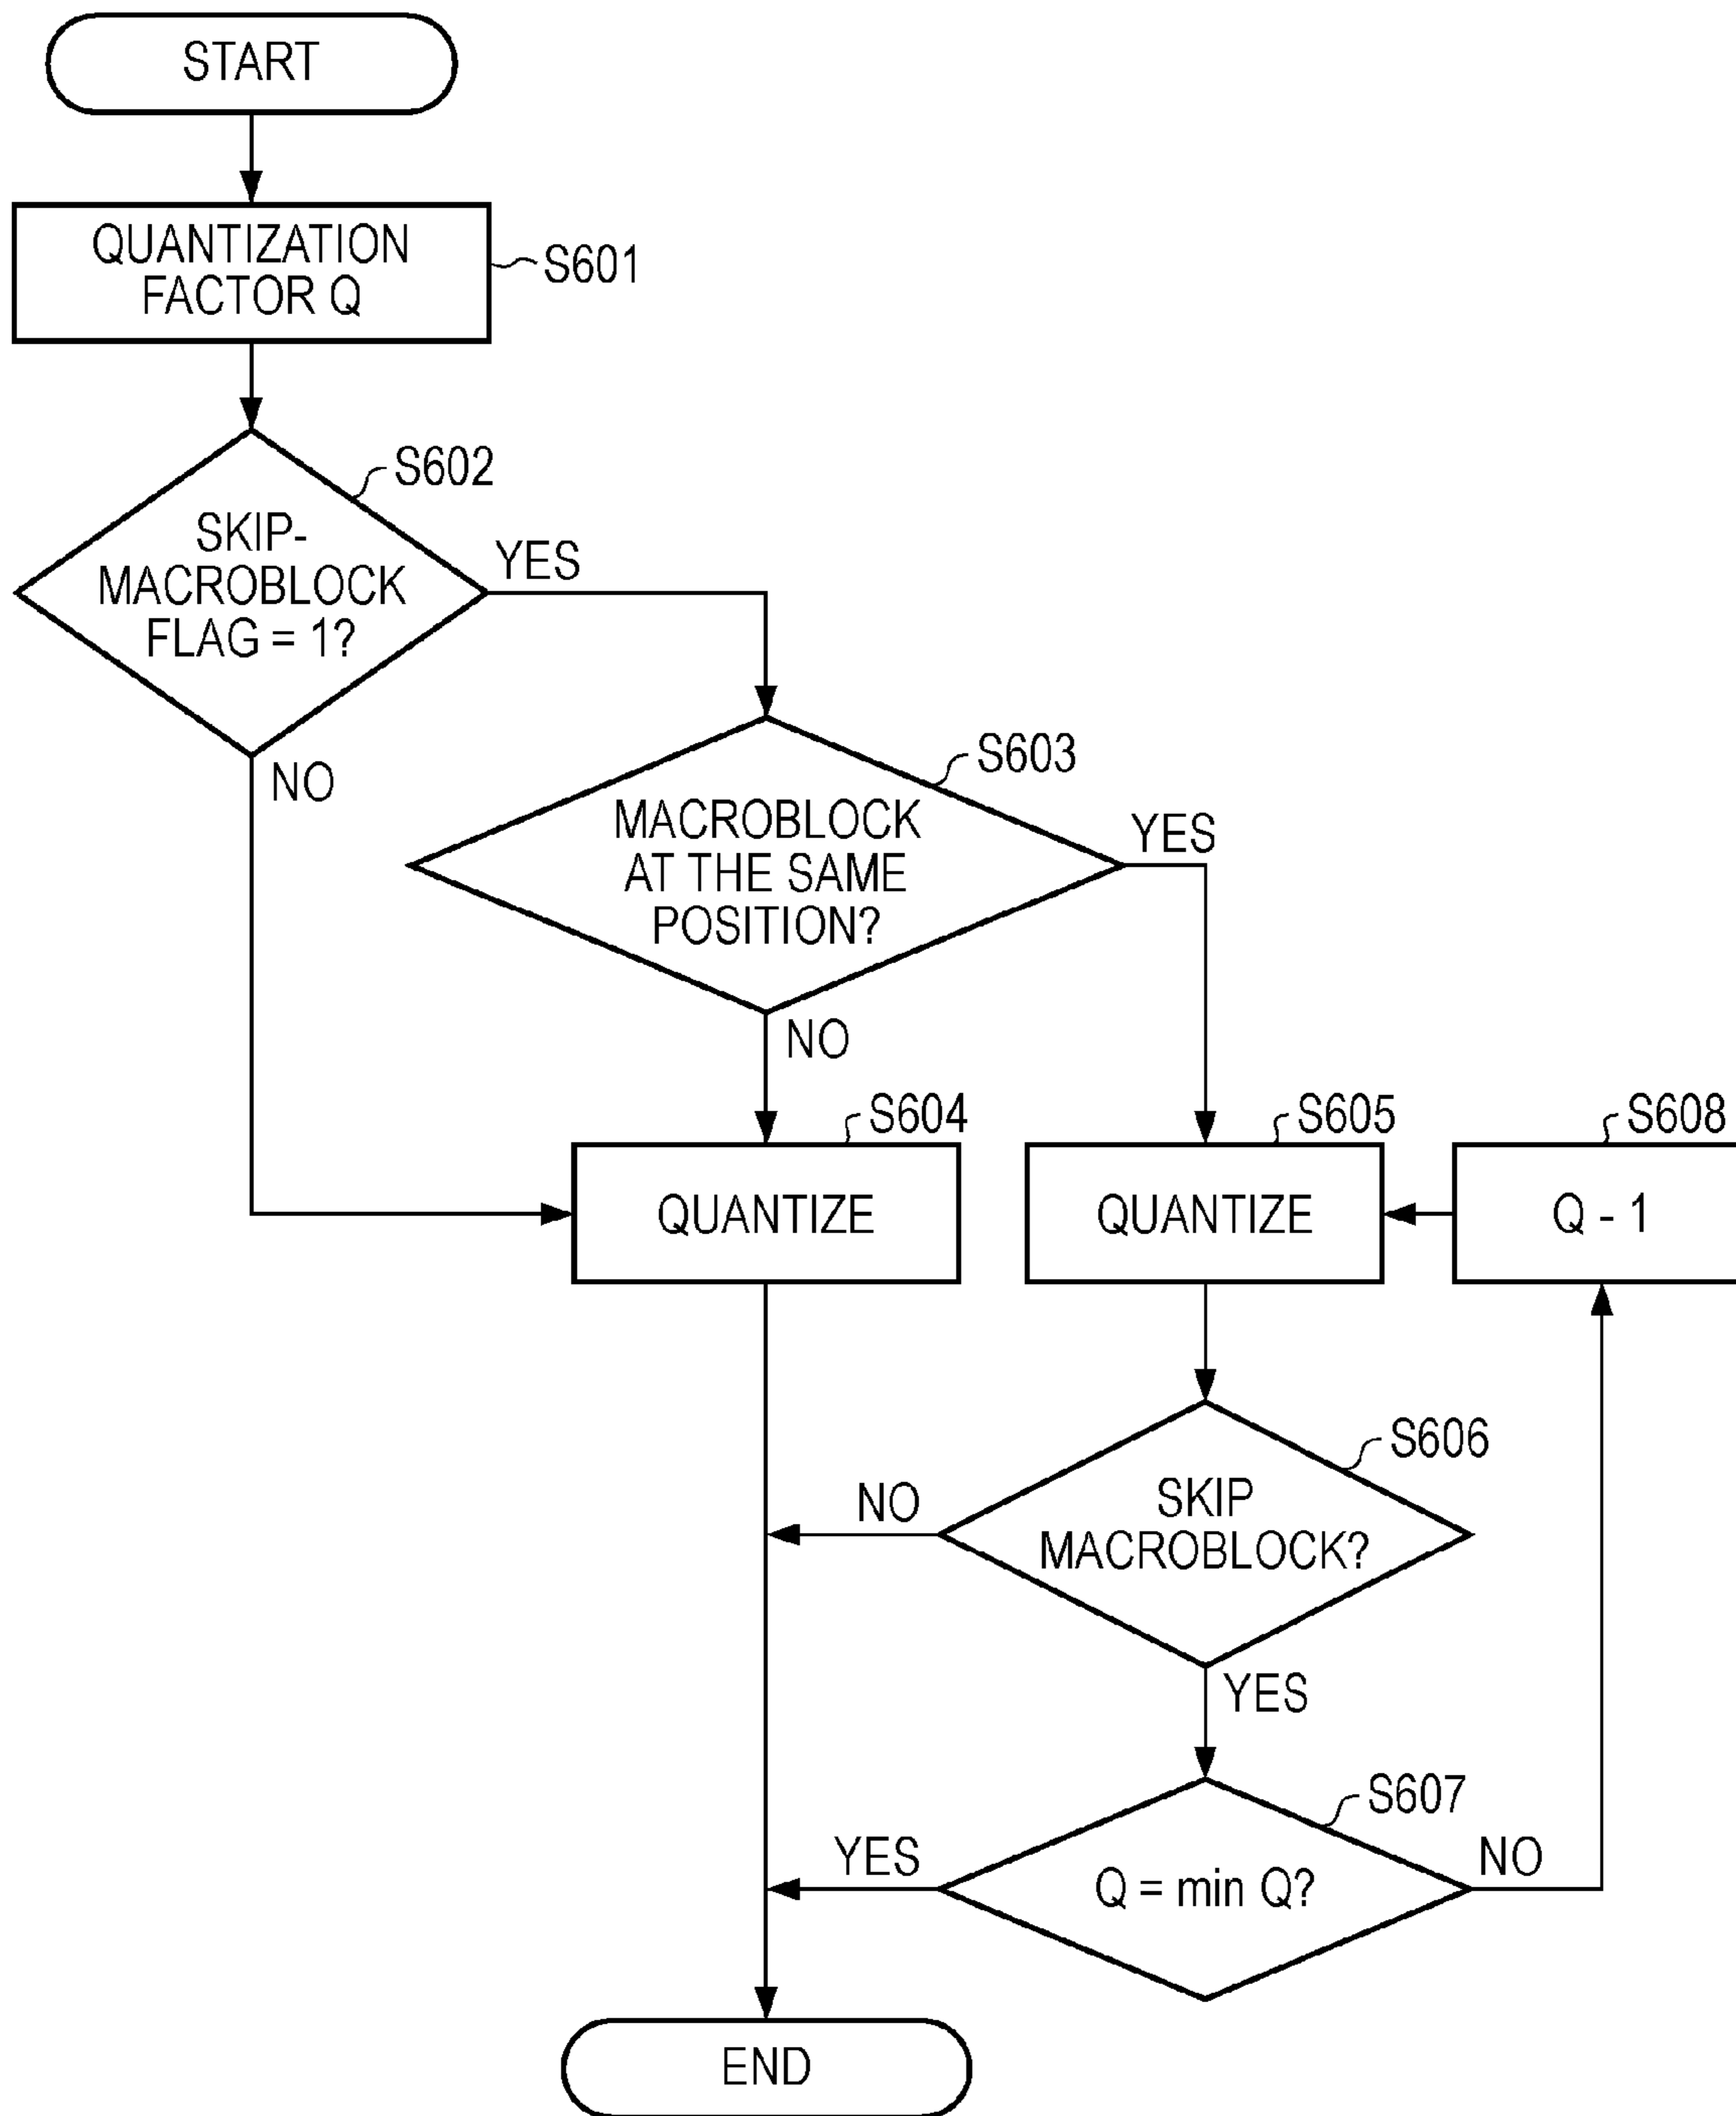 START
QUANTIZATION
FACTOR Q
S601
S602
SKIP-
MACROBLOCK
FLAG = 1?
YES
NO
S603
MACROBLOCK
AT THE SAME
POSITION?
YES
NO
S604
QUANTIZE
S605
QUANTIZE
S608
Q - 1
S606
SKIP
MACROBLOCK?
NO
YES
S607
Q = min Q?
YES
NO
END